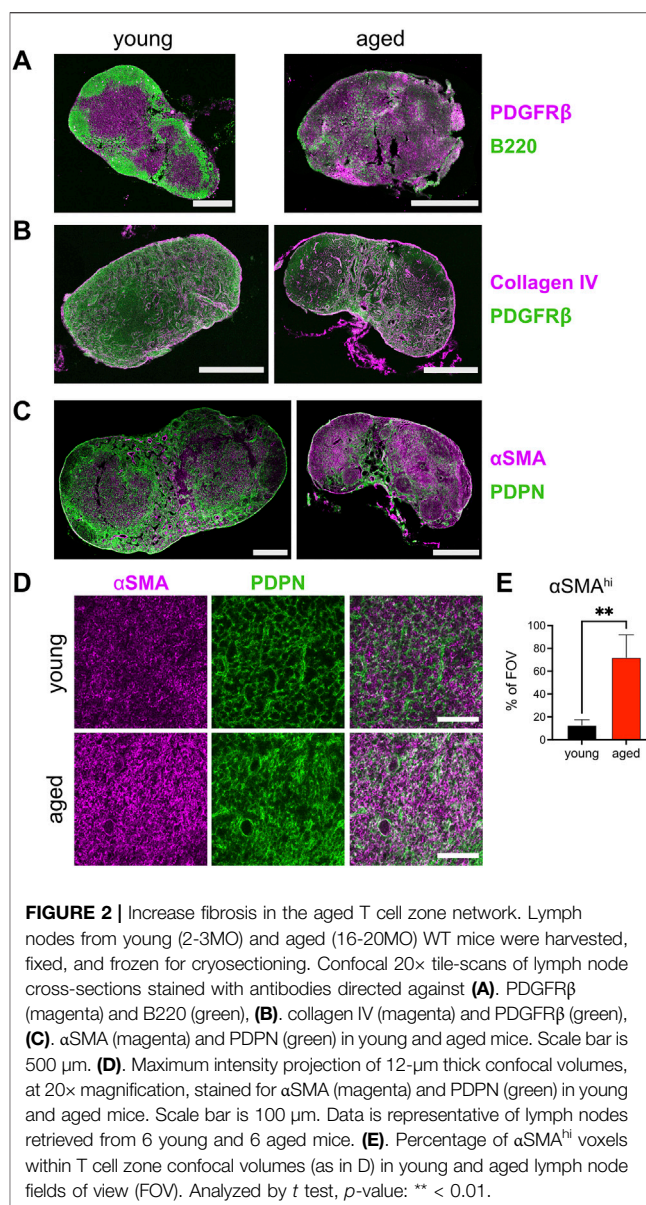 young aged
A
PDGFRβ
B220
B
Collagen IV
PDGFRβ
C
αSMA
PDPN
D αSMA PDPN
young
aged
E αSMAhi
**
% of FOV
100
80
60
40
20
0
young aged
FIGURE 2 | Increase fibrosis in the aged T cell zone network. Lymph
nodes from young (2-3MO) and aged (16-20MO) WT mice were harvested,
fixed, and frozen for cryosectioning. Confocal 20× tile-scans of lymph node
cross-sections stained with antibodies directed against (A). PDGFRβ
(magenta) and B220 (green), (B). collagen IV (magenta) and PDGFRβ (green),
(C). αSMA (magenta) and PDPN (green) in young and aged mice. Scale bar is
500 μm. (D). Maximum intensity projection of 12-μm thick confocal volumes,
at 20× magnification, stained for αSMA (magenta) and PDPN (green) in young
and aged mice. Scale bar is 100 μm. Data is representative of lymph nodes
retrieved from 6 young and 6 aged mice. (E). Percentage of αSMAhi voxels
within T cell zone confocal volumes (as in D) in young and aged lymph node
fields of view (FOV). Analyzed by t test, p-value: ** < 0.01.